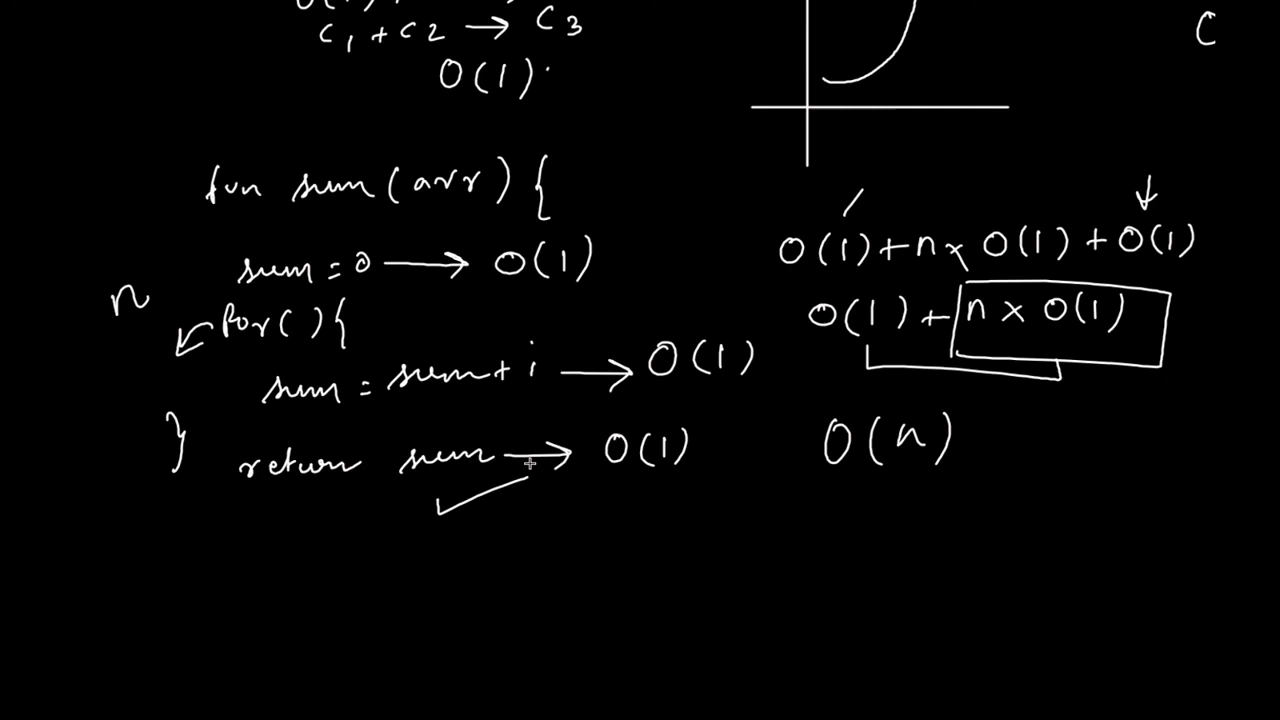 c₁ + c2 → c3
O(1)
C
fun sum(arr) {
sum = 0 → O(1)
n
for() {
sum = sum + i → O(1)
}
return sum → O(1)
O(1) + n x O(1) + O(1)
O(1) + n x O(1)
O(n)